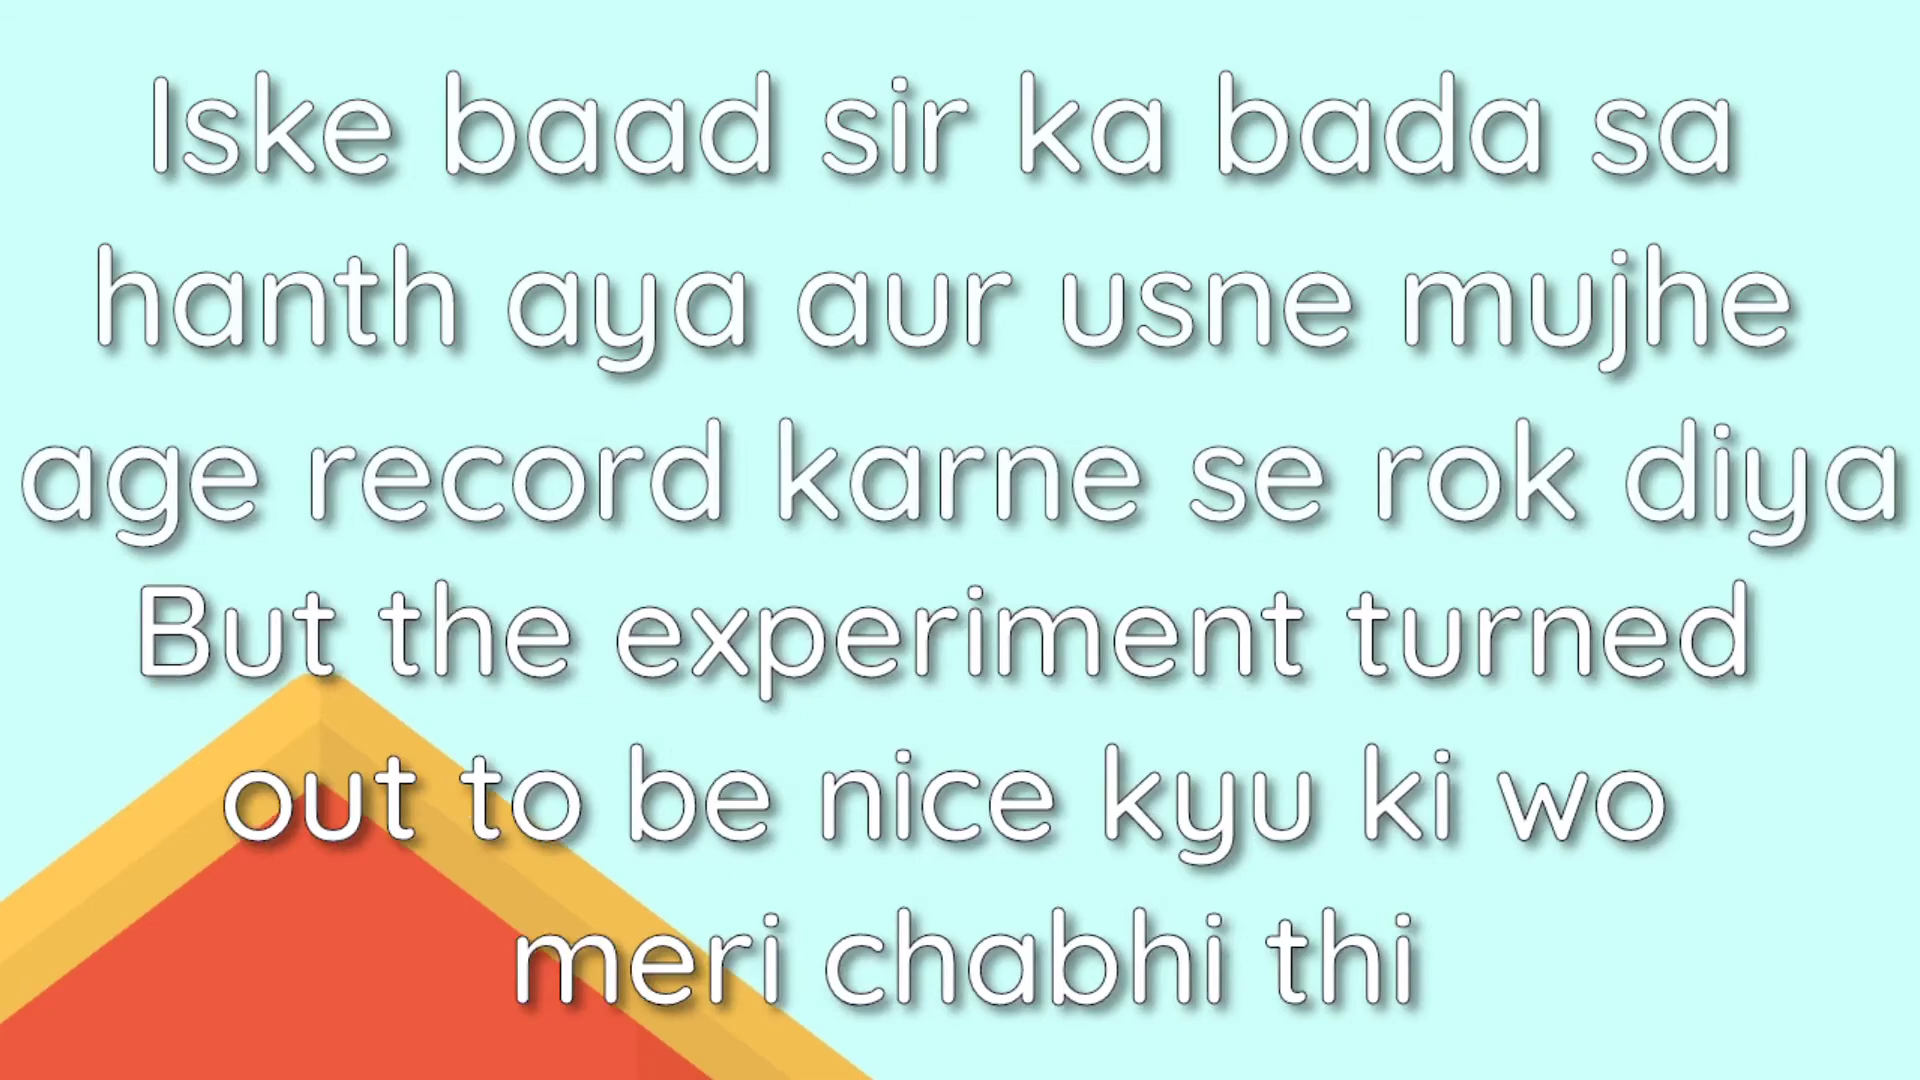 Iske baad sir ka bada sa
hanth aya aur usne mujhe
age record karne se rok diya
But the experiment turned
out to be nice kyu ki wo
meri chabhi thi